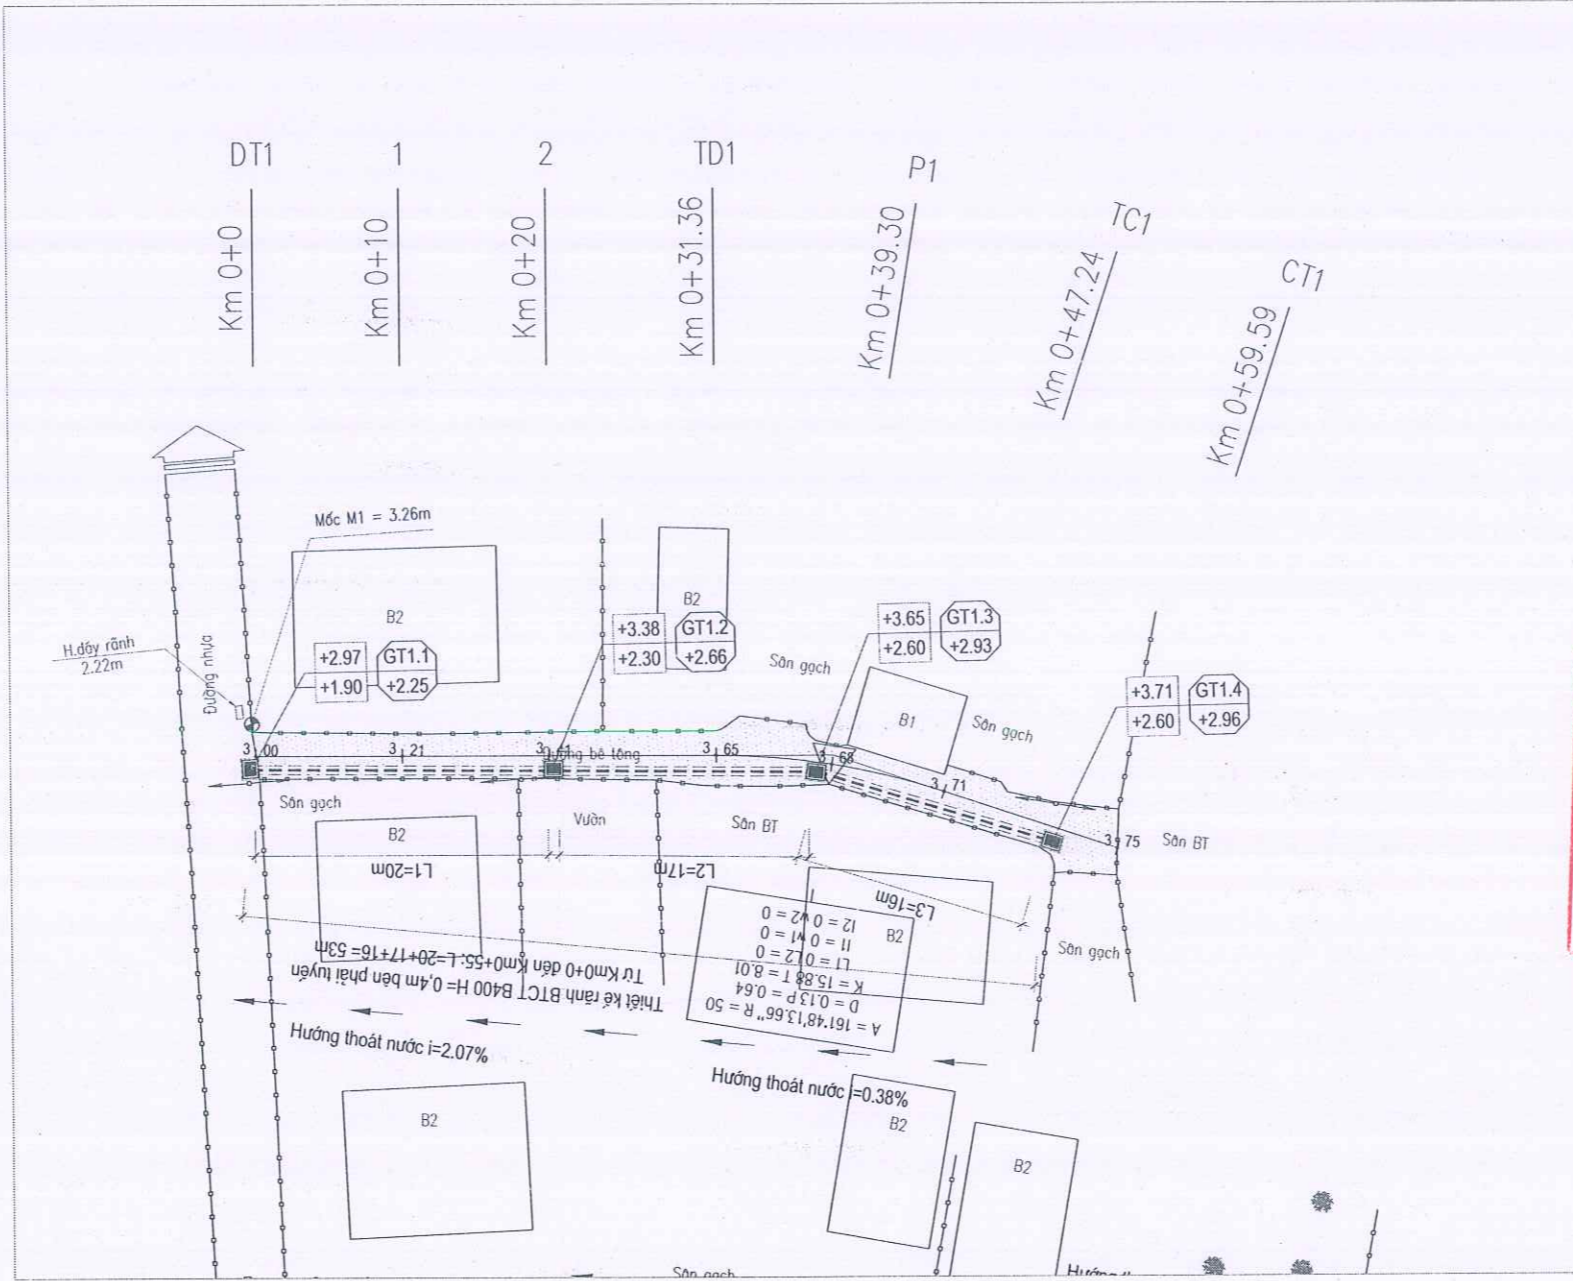 DT1
1
2
TD1
P1
TC1
CT1
Km 0+0
Km 0+10
Km 0+20
Km 0+31.36
Km 0+39.30
Km 0+47.24
Km 0+59.59
Mốc M1 = 3.26m
B2
B2
H.đáy rãnh
2.22m
Đường nhựa
+2.97
GT1.1
+1.90
+2.25
+3.38
GT1.2
+2.30
+2.66
Sân gạch
+3.65
GT1.3
+2.60
+2.93
B1
Sân gạch
+3.71
GT1.4
+2.60
+2.96
3 00
3 21
3 41
Đường bê tông
3 65
3 68
3 71
3 75
Sân BT
Sân gạch
B2
Vườn
Sân BT
L1=20m
L2=17m
L3=16m
B2
Sân gạch
Thiết kế rãnh BTCT B400 H= 0,4m bên phải tuyến
Từ Km0+0 đến Km0+55: L=20+17+16= 53m
A = 161°48'13.66" R = 50
D = 0.13 P = 0.64
K = 15.88 T = 8.01
L1 = 0 L2 = 0
I1 = 0 w1 = 0
I2 = 0 w2 = 0
Hướng thoát nước i=2.07%
Hướng thoát nước i=0.38%
B2
B2
B2
Sân gạch